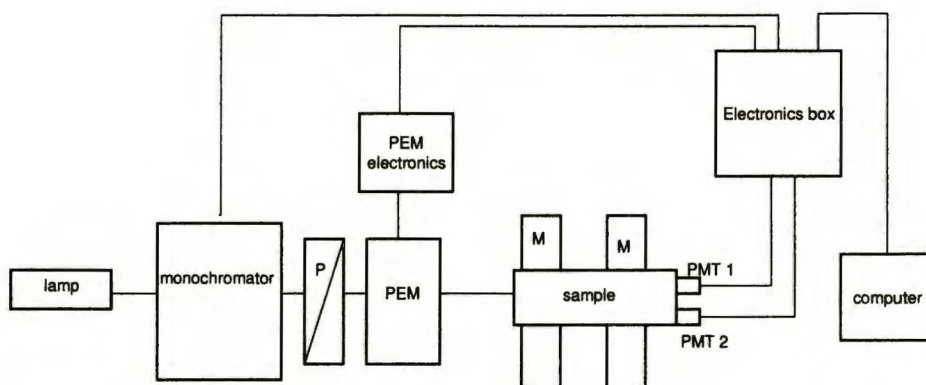 Electronics box
PEM
electronics
M
M
P
PMT 1
lamp
monochromator
PEM
sample
computer
PMT 2